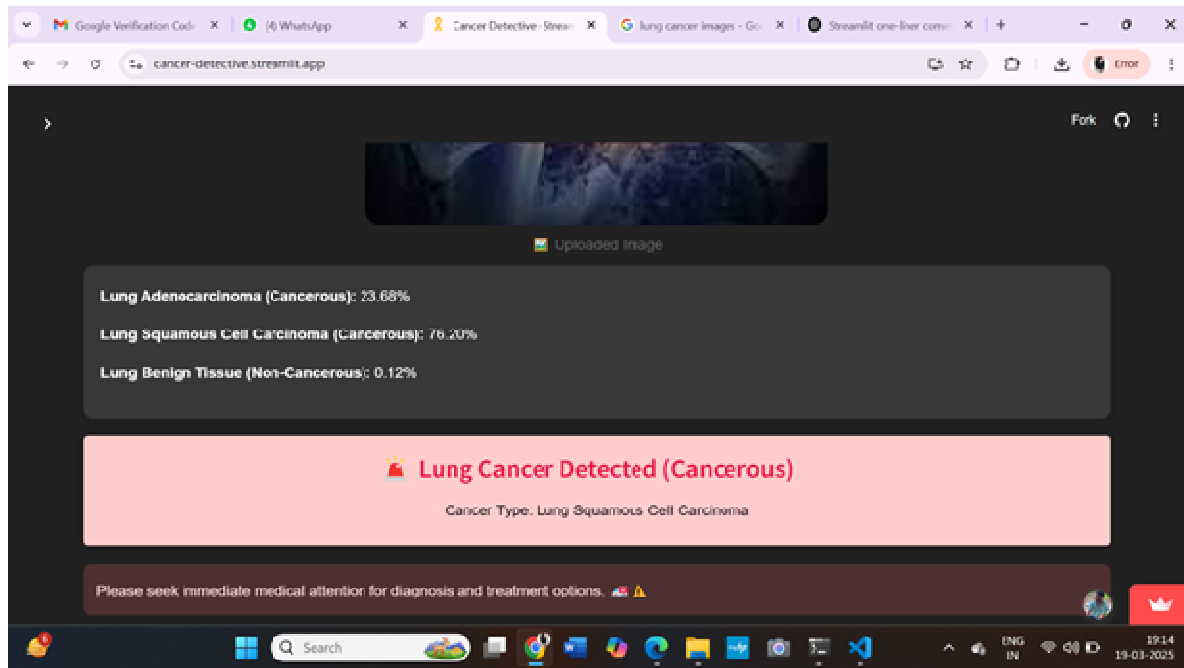 Google Verification Code
(4) WhatsApp
Cancer Detective · Stream
lung cancer images - Go
Streamlit one-liner comm
cancer-detective.streamlit.app
Error
Fork
Uploaded Image
Lung Adenocarcinoma (Cancerous): 23.68%
Lung Squamous Cell Carcinoma (Cancerous): 76.20%
Lung Benign Tissue (Non-Cancerous): 0.12%
Lung Cancer Detected (Cancerous)
Cancer Type: Lung Squamous Cell Carcinoma
Please seek immediate medical attention for diagnosis and treatment options.
Search
ENG
IN
19:14
19-03-2025